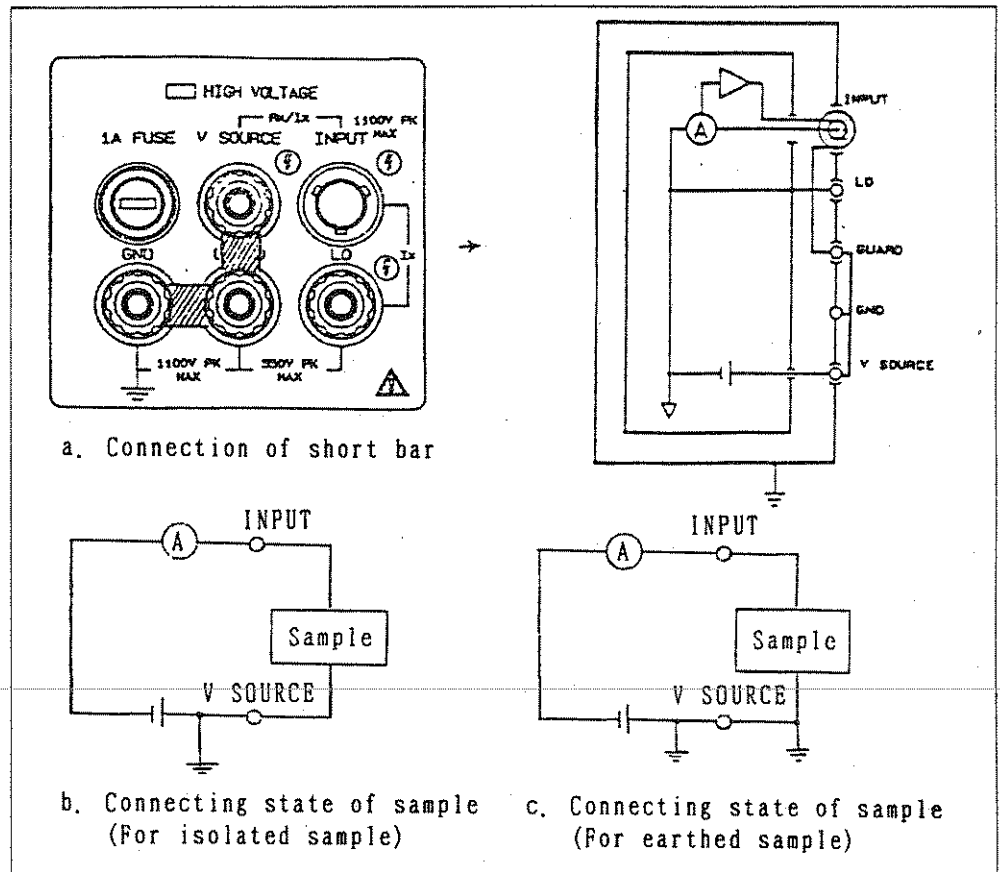 HIGH VOLTAGE
Rx/Ix
1100V PK
MAX
1A FUSE V SOURCE INPUT
GND LO
Ix
1100V PK
MAX
350V PK
MAX
INPUT
A
LO
GUARD
GND
V SOURCE
a. Connection of short bar
INPUT
A
Sample
V SOURCE
b. Connecting state of sample
(For isolated sample)
INPUT
A
Sample
V SOURCE
c. Connecting state of sample
(For earthed sample)